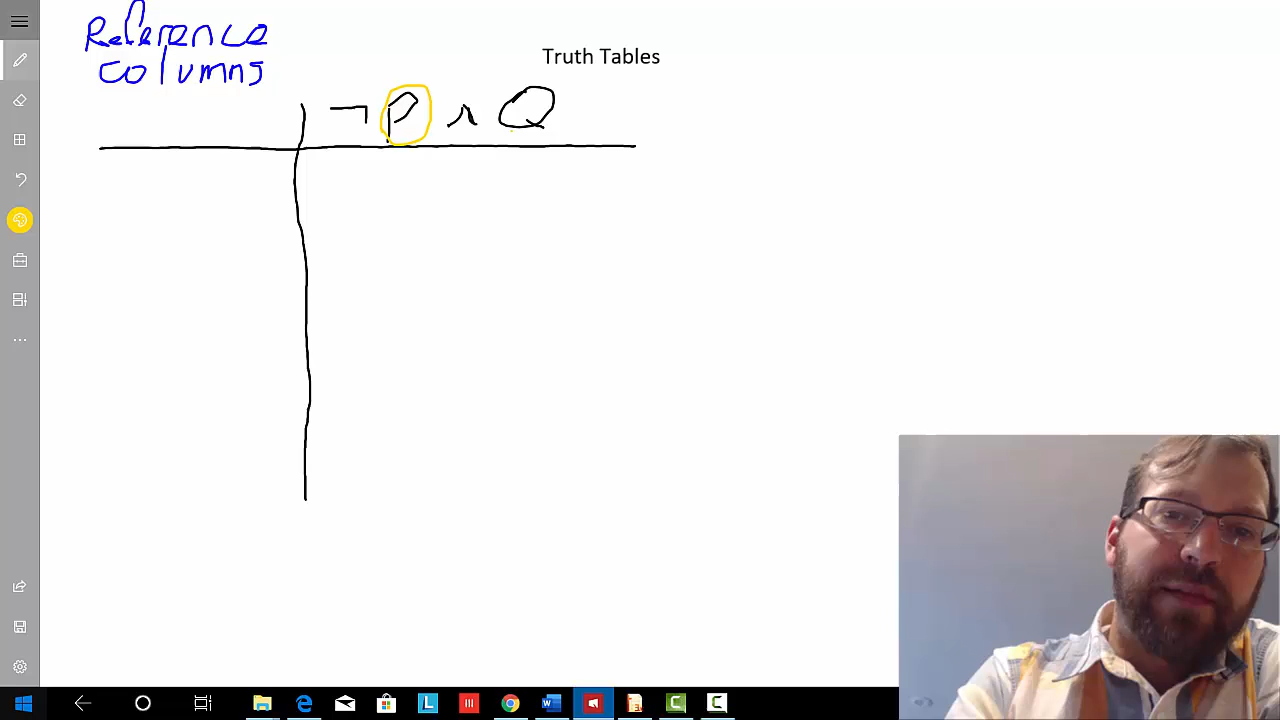 Reference
columns
Truth Tables
¬ P ∧ Q